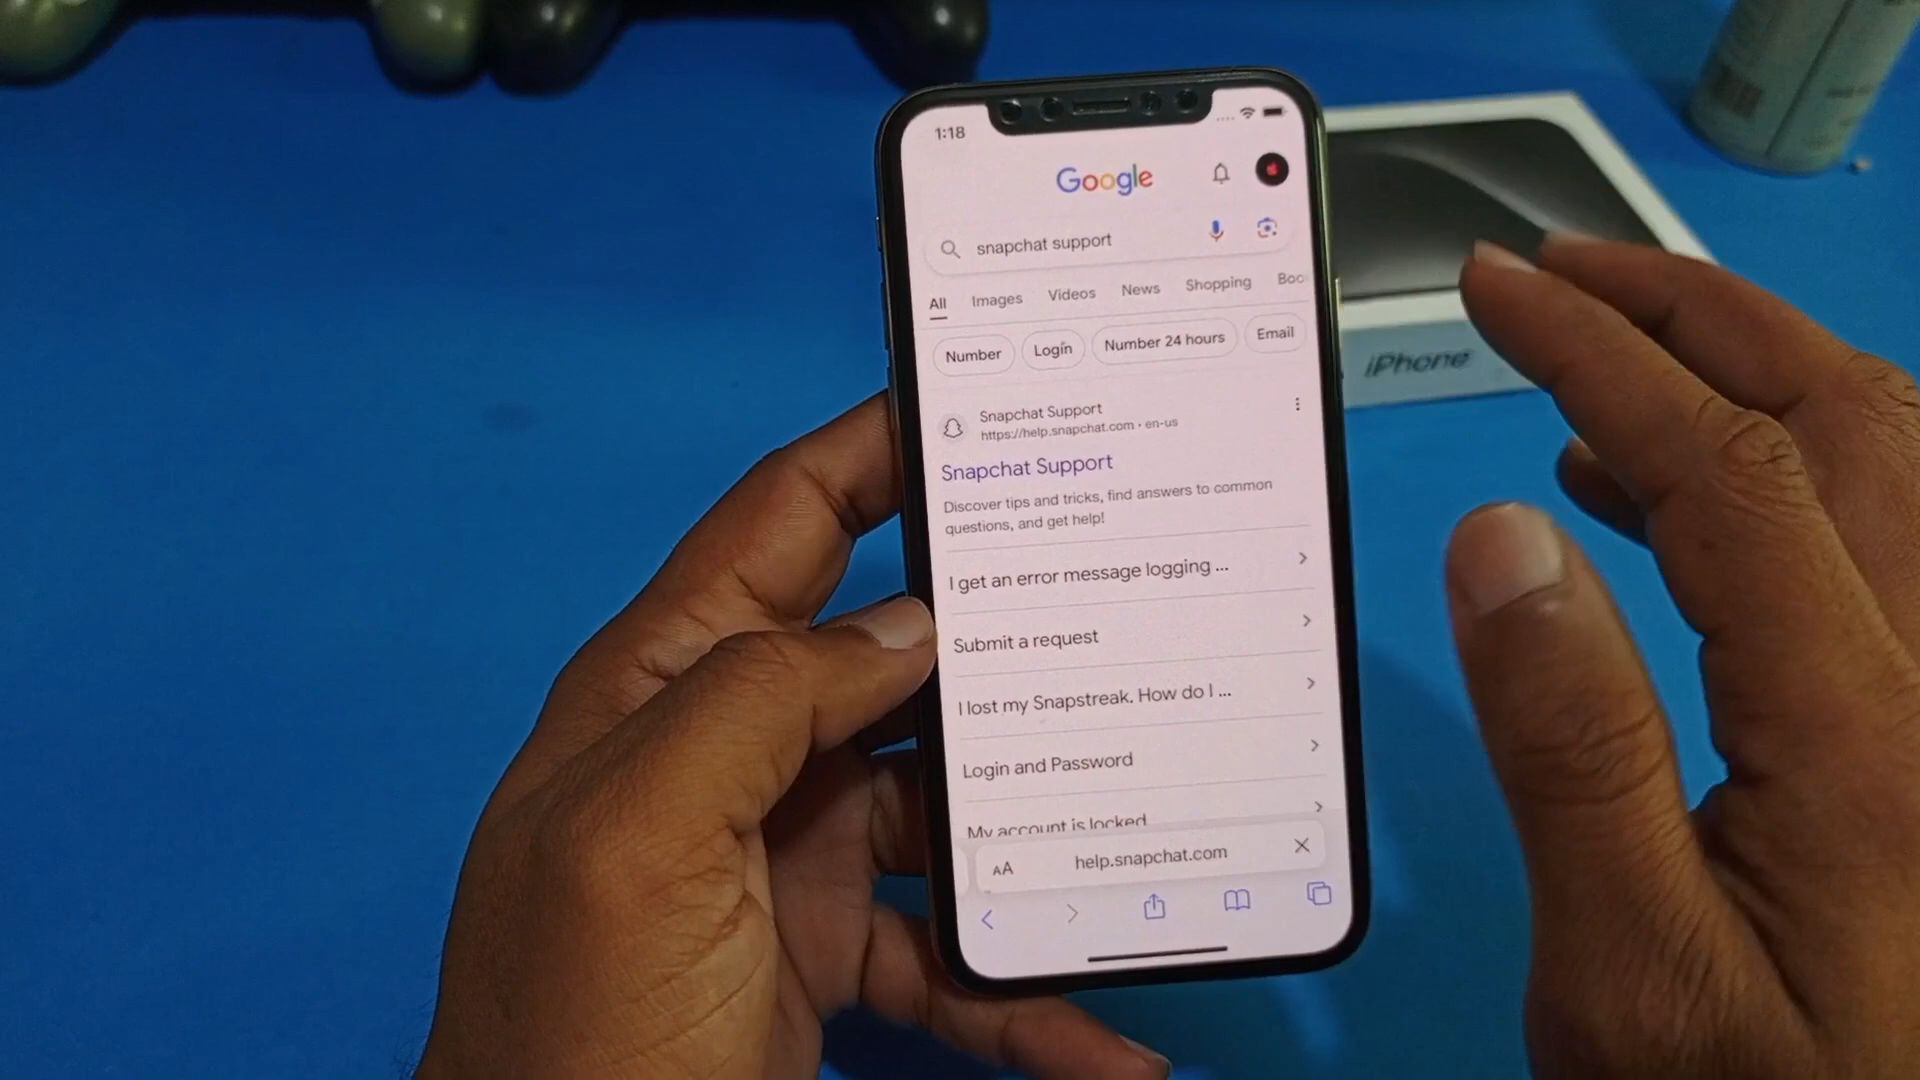 1:18
Google
snapchat support
All Images Videos News Shopping Boo
Number Login Number 24 hours Email
Snapchat Support
https://help.snapchat.com • en-us
Snapchat Support
Discover tips and tricks, find answers to common
questions, and get help!
I get an error message logging ...
Submit a request
I lost my Snapstreak. How do I ...
Login and Password
My account is locked
AA help.snapchat.com
iPhone